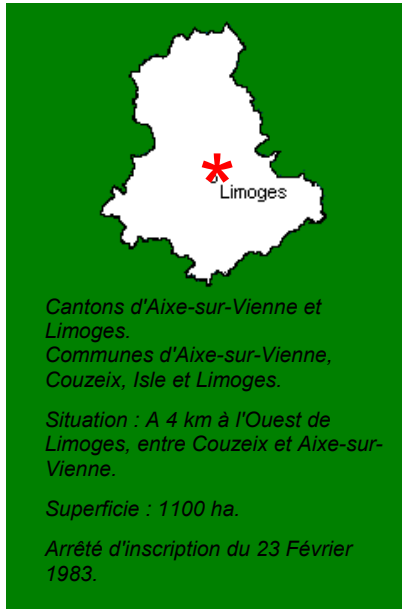 Limoges
Cantons d'Aixe-sur-Vienne et
Limoges.
Communes d'Aixe-sur-Vienne,
Couzeix, Isle et Limoges.
Situation : A 4 km à l'Ouest de
Limoges, entre Couzeix et Aixe-sur-
Vienne.
Superficie : 1100 ha.
Arrêté d'inscription du 23 Février
1983.